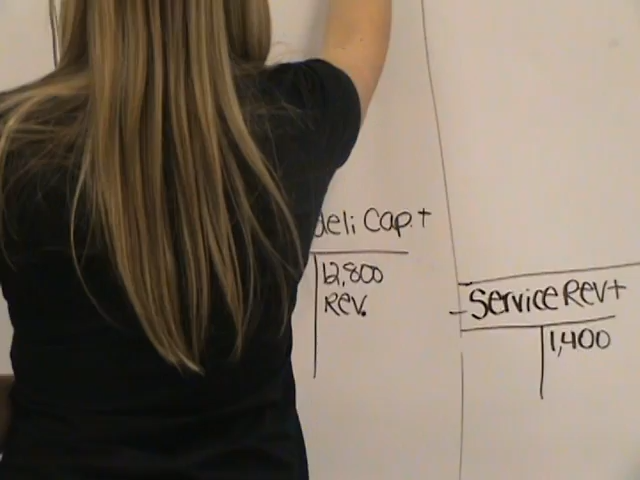 deli Cap. +
12,800
Rev.
- Service Rev +
1,400